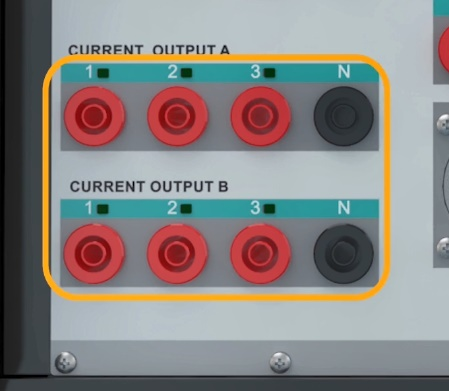 CURRENT OUTPUT A
1 2 3 N
CURRENT OUTPUT B
1 2 3 N